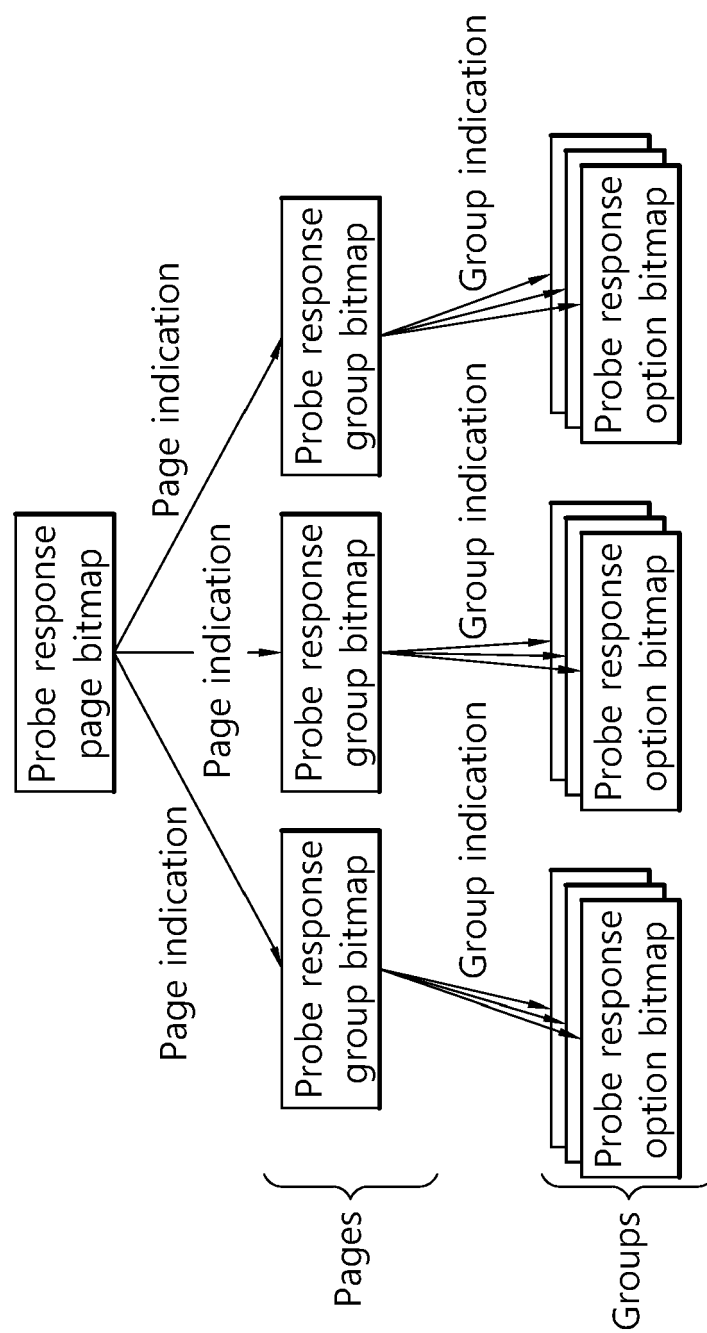 Probe response
page bitmap
Page indication
Page indication
Page indication
Pages
Probe response
group bitmap
Probe response
group bitmap
Probe response
group bitmap
Group indication
Group indication
Group indication
Groups
Probe response
option bitmap
Probe response
option bitmap
Probe response
option bitmap